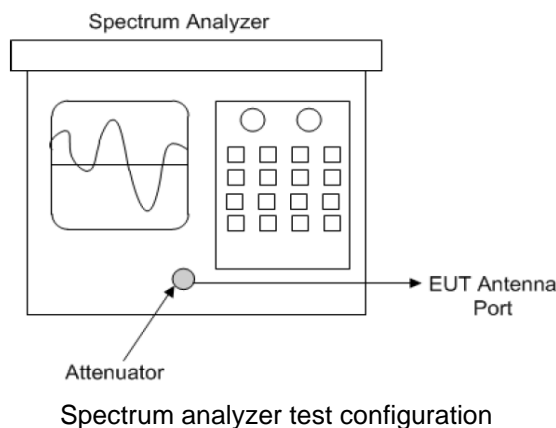 Spectrum Analyzer
EUT Antenna
Port
Attenuator
Spectrum analyzer test configuration